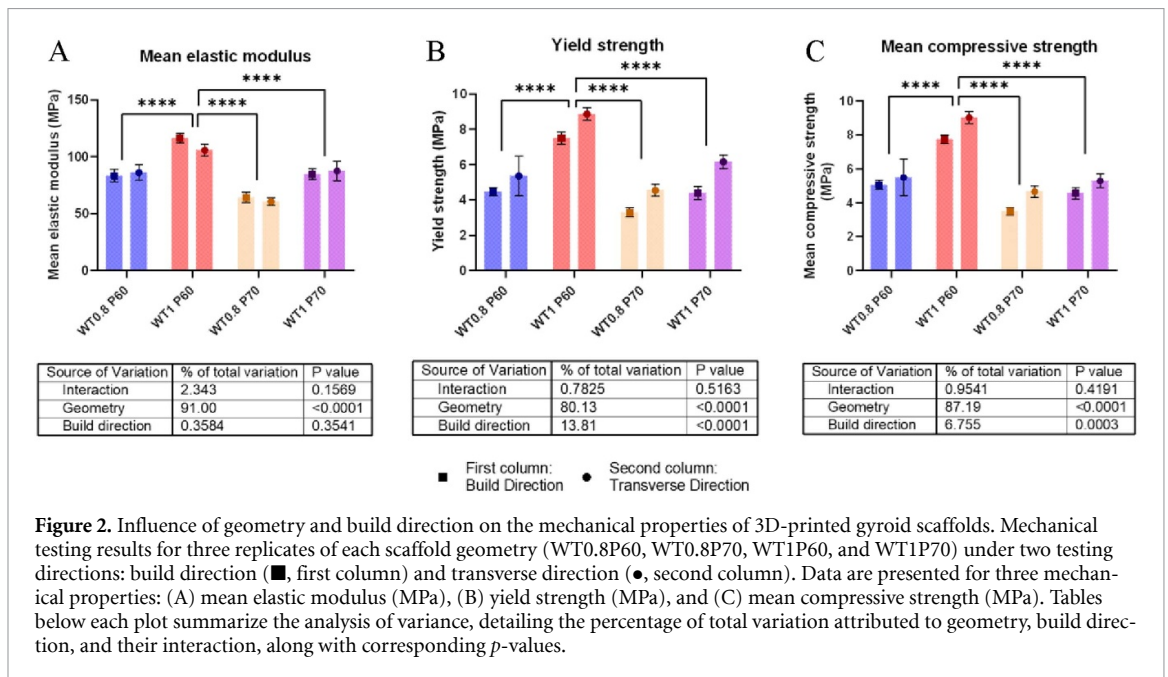 A
Mean elastic modulus
****
**** ****
Mean elastic modulus (MPa)
150
100
50
0
WT0.8 P60
WT1 P60
WT0.8 P70
WT1 P70
Source of Variation % of total variation P value
Interaction 2.343 0.1569
Geometry 91.00 <0.0001
Build direction 0.3584 0.3541
B
Yield strength
****
**** ****
Yield strength (MPa)
10
8
6
4
2
0
WT0.8 P60
WT1 P60
WT0.8 P70
WT1 P70
Source of Variation % of total variation P value
Interaction 0.7825 0.5163
Geometry 80.13 <0.0001
Build direction 13.81 <0.0001
C
Mean compressive strength
****
**** ****
Mean compressive strength
(MPa)
10
8
6
4
2
0
WT0.8 P60
WT1 P60
WT0.8 P70
WT1 P70
Source of Variation % of total variation P value
Interaction 0.9541 0.4191
Geometry 87.19 <0.0001
Build direction 6.755 0.0003
■ First column:
Build Direction
● Second column:
Transverse Direction
Figure 2. Influence of geometry and build direction on the mechanical properties of 3D-printed gyroid scaffolds. Mechanical
testing results for three replicates of each scaffold geometry (WT0.8P60, WT0.8P70, WT1P60, and WT1P70) under two testing
directions: build direction (■, first column) and transverse direction (●, second column). Data are presented for three mechan-
ical properties: (A) mean elastic modulus (MPa), (B) yield strength (MPa), and (C) mean compressive strength (MPa). Tables
below each plot summarize the analysis of variance, detailing the percentage of total variation attributed to geometry, build direc-
tion, and their interaction, along with corresponding p-values.